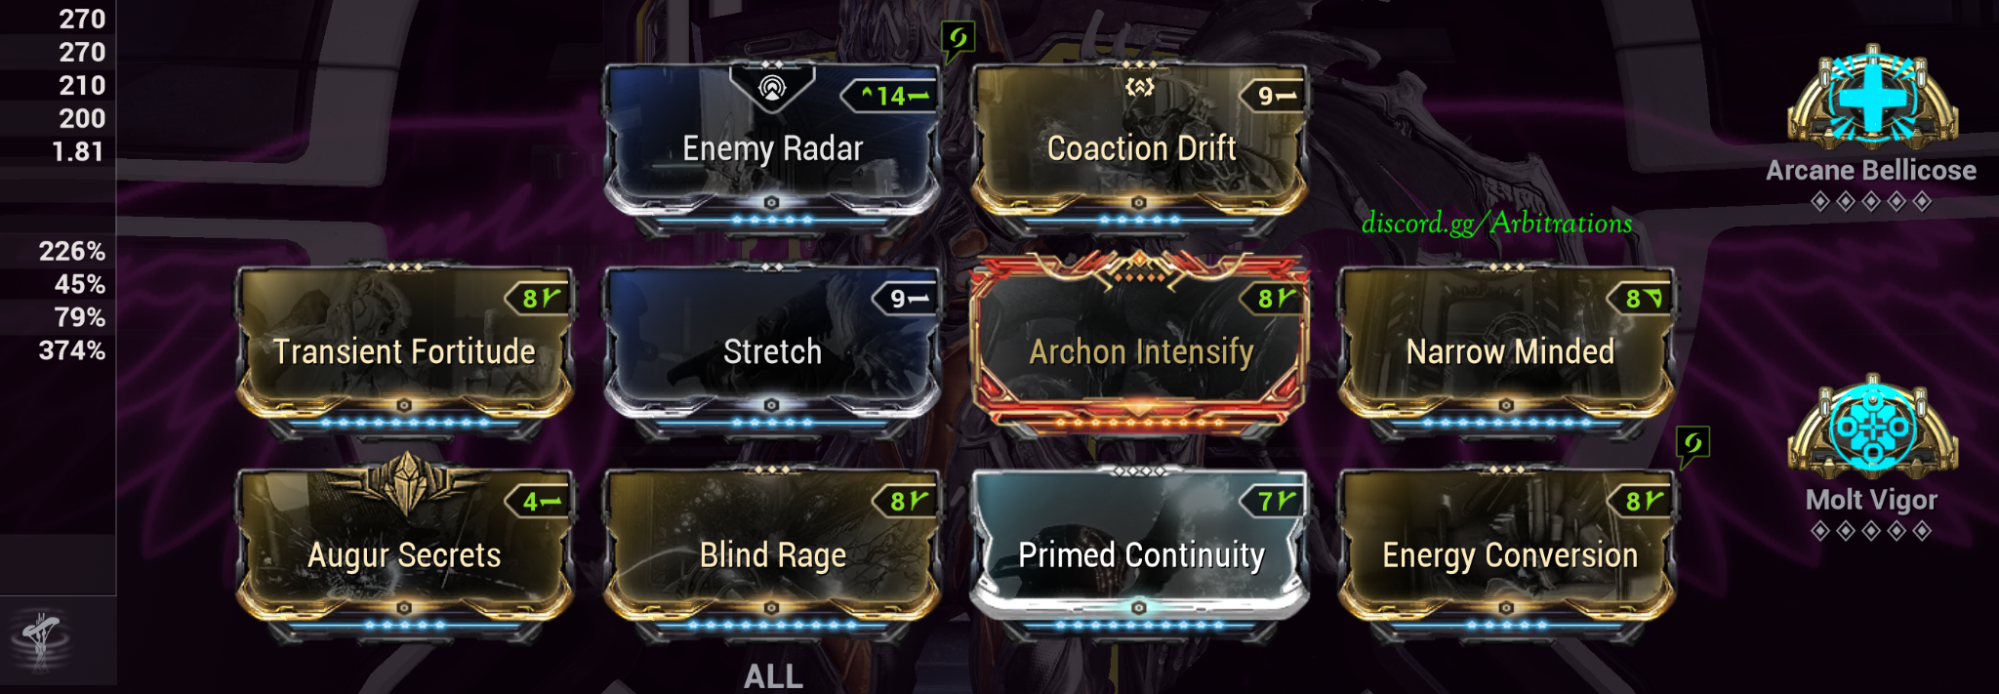 270
270
210
200
1.81
226%
45%
79%
374%
14
Enemy Radar
9
Coaction Drift
Arcane Bellicose
discord.gg/Arbitrations
8
Transient Fortitude
9
Stretch
8
Archon Intensify
8
Narrow Minded
Molt Vigor
4
Augur Secrets
8
Blind Rage
7
Primed Continuity
8
Energy Conversion
ALL